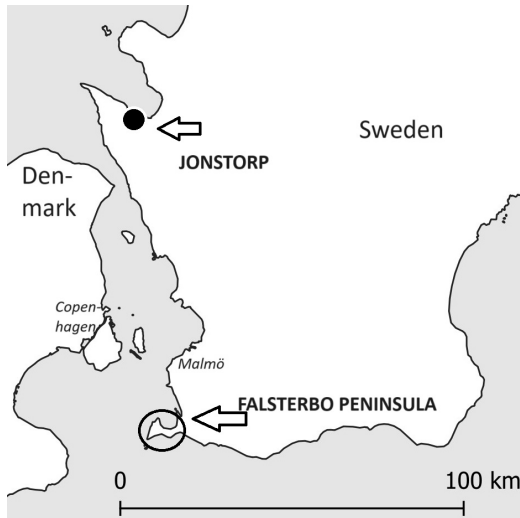 Sweden
JONSTORP
Den-
mark
Copen-
hagen
Malmö
FALSTERBO PENINSULA
0
100 km